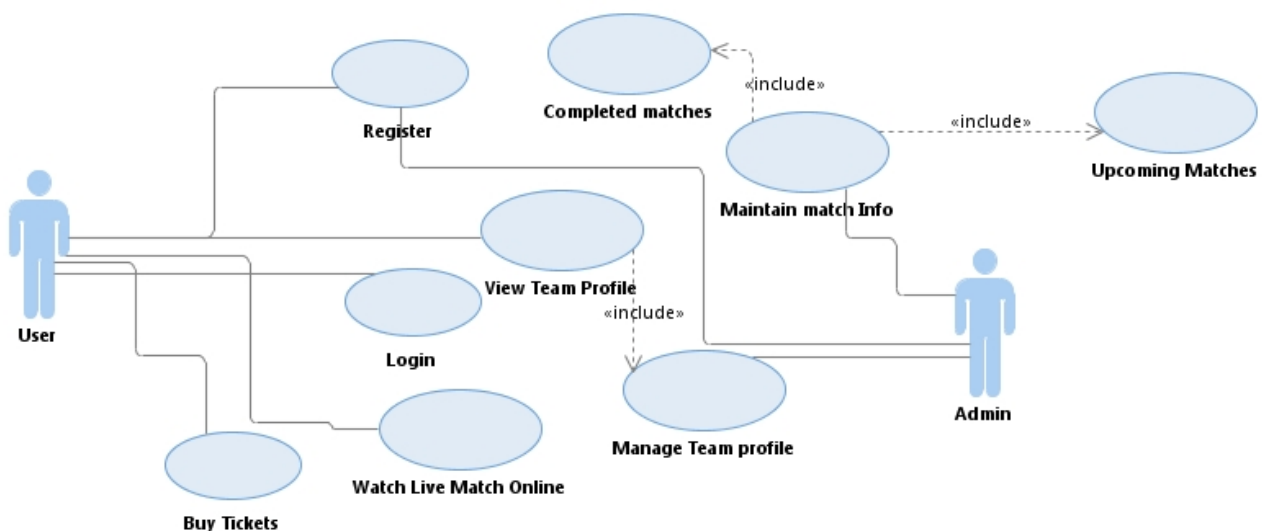 Completed matches
«include»
«include»
Register
Upcoming Matches
Maintain match Info
View Team Profile
«include»
User
Login
Admin
Manage Team profile
Watch Live Match Online
Buy Tickets